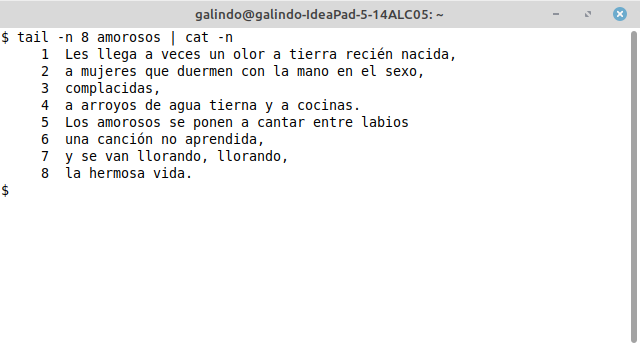 galindo@galindo-IdeaPad-5-14ALC05: ~
$ tail -n 8 amorosos | cat -n
1 Les llega a veces un olor a tierra recién nacida,
2 a mujeres que duermen con la mano en el sexo,
3 complacidas,
4 a arroyos de agua tierna y a cocinas.
5 Los amorosos se ponen a cantar entre labios
6 una canción no aprendida,
7 y se van llorando, llorando,
8 la hermosa vida.
$